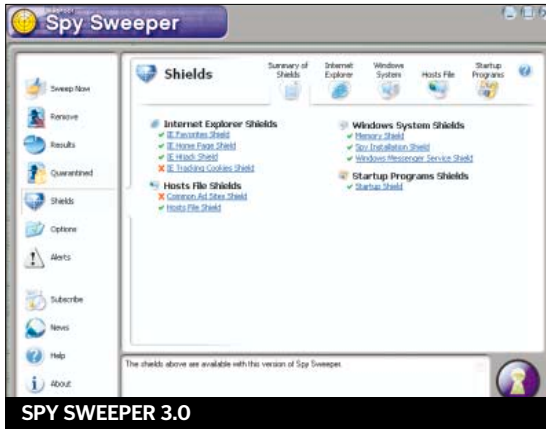 Spy Sweeper
Shields
Summary of Shields
Internet Explorer
Windows System
Hosts File
Startup Programs
Sweep Now
Remove
Results
Quarantined
Shields
Options
Alerts
Subscribe
News
Help
About
Internet Explorer Shields
IE Favorites Shield
IE Home Page Shield
IE Hijack Shield
IE Tracking Cookies Shield
Hosts File Shields
Common Ad Sites Shield
Hosts File Shield
Windows System Shields
Memory Shield
Spy Installation Shield
Windows Messenger Service Shield
Startup Programs Shields
Startup Shield
The shields above are available with this version of Spy Sweeper.
SPY SWEEPER 3.0